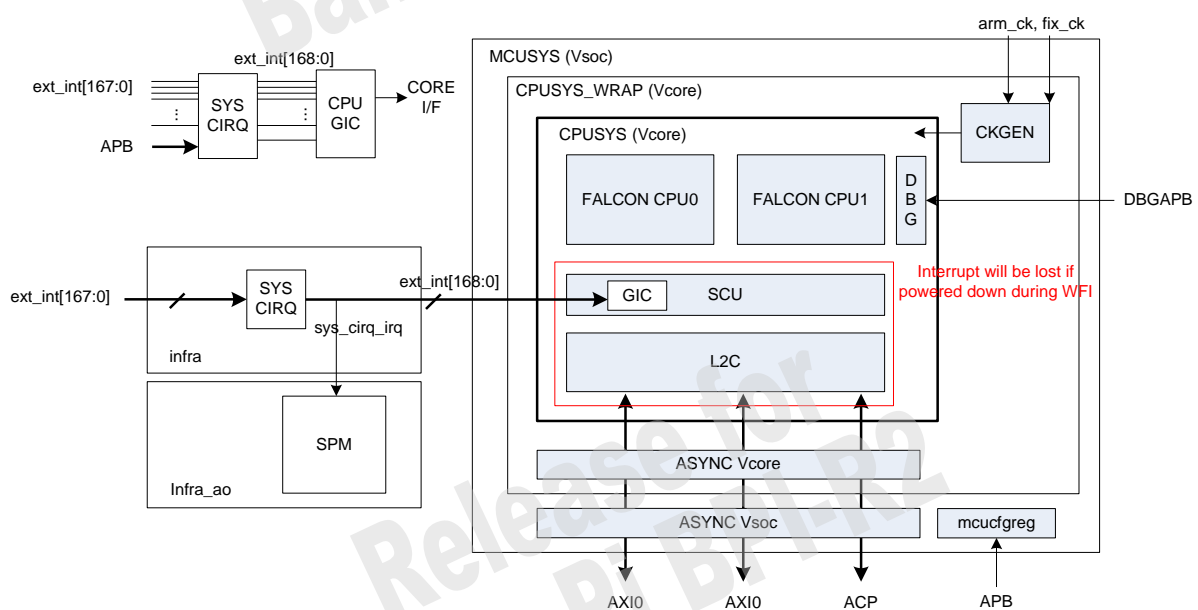 arm_ck, fix_ck
MCUSYS (Vsoc)
ext_int[168:0]
ext_int[167:0]
SYS
CIRQ
CPU
GIC
CORE
I/F
APB
CPUSYS_WRAP (Vcore)
CKGEN
CPUSYS (Vcore)
FALCON CPU0
FALCON CPU1
D
B
G
DBGAPB
Interrupt will be lost if
powered down during WFI
ext_int[167:0]
SYS
CIRQ
ext_int[168:0]
GIC
SCU
sys_cirq_irq
infra
L2C
SPM
Infra_ao
ASYNC Vcore
ASYNC Vsoc
mcucfgreg
AXI0
AXI0
ACP
APB
Release for
Pi BPI-R2